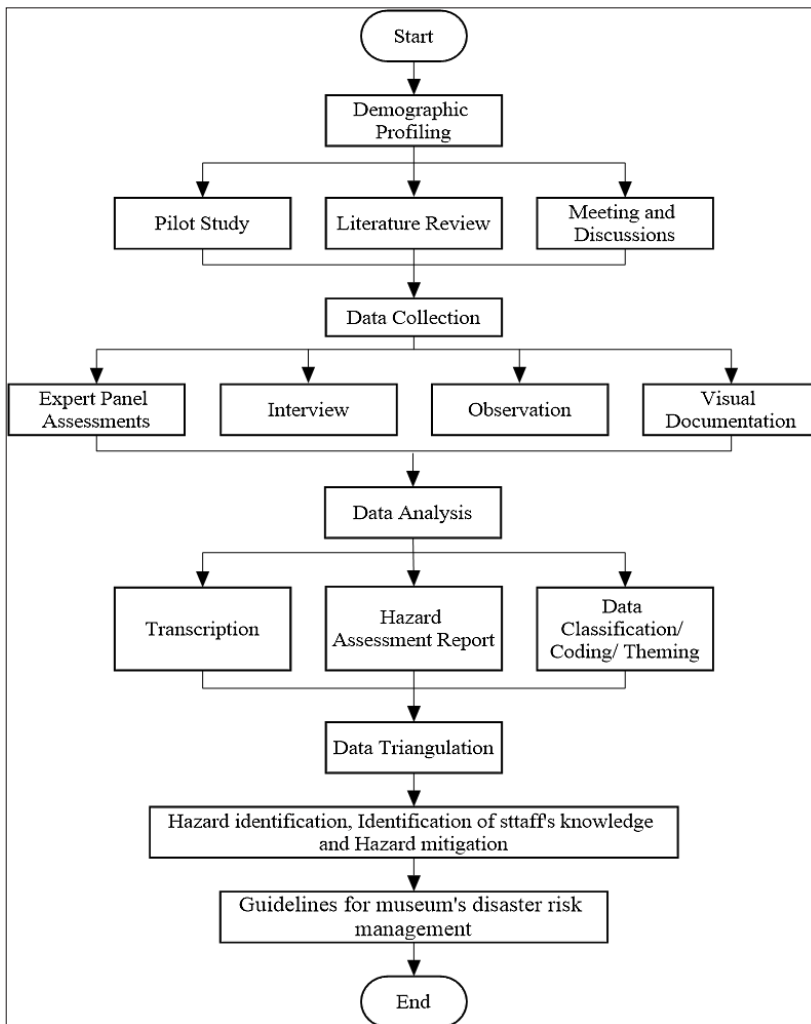 Start
Demographic
Profiling
Pilot Study
Literature Review
Meeting and
Discussions
Data Collection
Expert Panel
Assessments
Interview
Observation
Visual
Documentation
Data Analysis
Transcription
Hazard
Assessment Report
Data
Classification/
Coding/ Theming
Data Triangulation
Hazard identification, Identification of sttaff's knowledge
and Hazard mitigation
Guidelines for museum's disaster risk
management
End